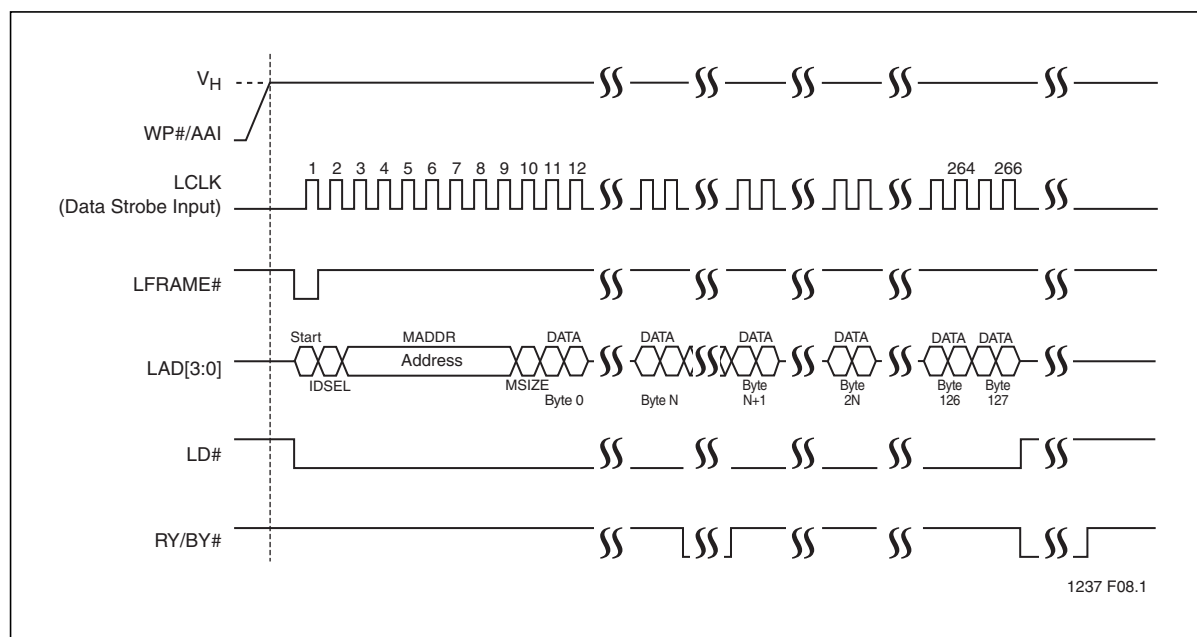 VH
WP#/AAI
1 2 3 4 5 6 7 8 9 10 11 12 264 266
LCLK
(Data Strobe Input)
LFRAME#
Start MADDR DATA DATA DATA DATA DATA DATA
LAD[3:0] Address
IDSEL MSIZE Byte 0 Byte N Byte N+1 Byte 2N Byte 126 Byte 127
LD#
RY/BY#
1237 F08.1